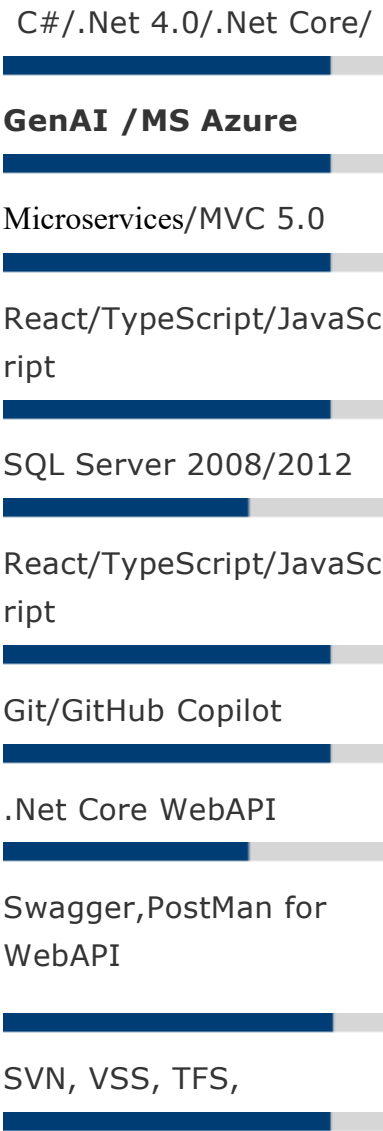 C#/.Net 4.0/.Net Core/
GenAI /MS Azure
Microservices/MVC 5.0
React/TypeScript/JavaSc
ript
SQL Server 2008/2012
React/TypeScript/JavaSc
ript
Git/GitHub Copilot
.Net Core WebAPI
Swagger,PostMan for
WebAPI
SVN, VSS, TFS,